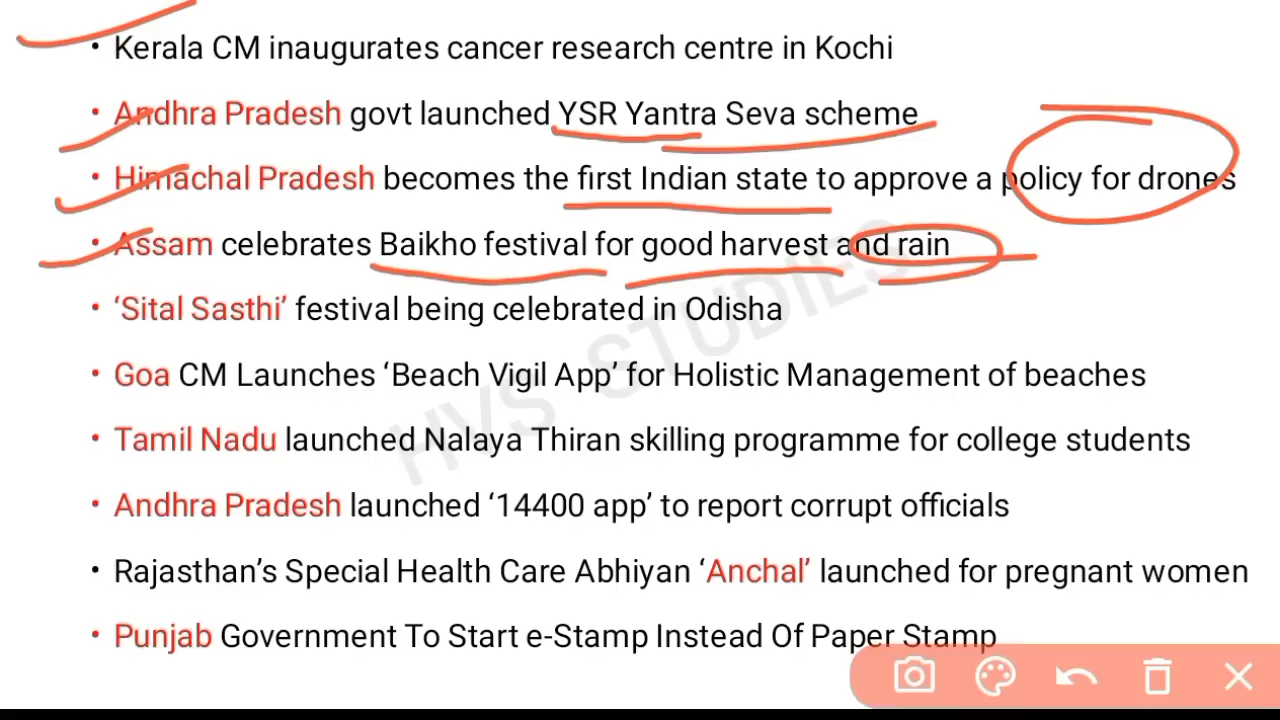 • Kerala CM inaugurates cancer research centre in Kochi
• Andhra Pradesh govt launched YSR Yantra Seva scheme
• Himachal Pradesh becomes the first Indian state to approve a policy for drones
• Assam celebrates Baikho festival for good harvest and rain
• ‘Sital Sasthi’ festival being celebrated in Odisha
• Goa CM Launches ‘Beach Vigil App’ for Holistic Management of beaches
• Tamil Nadu launched Nalaya Thiran skilling programme for college students
• Andhra Pradesh launched ‘14400 app’ to report corrupt officials
• Rajasthan’s Special Health Care Abhiyan ‘Anchal’ launched for pregnant women
• Punjab Government To Start e-Stamp Instead Of Paper Stamp
HVS STUDIES